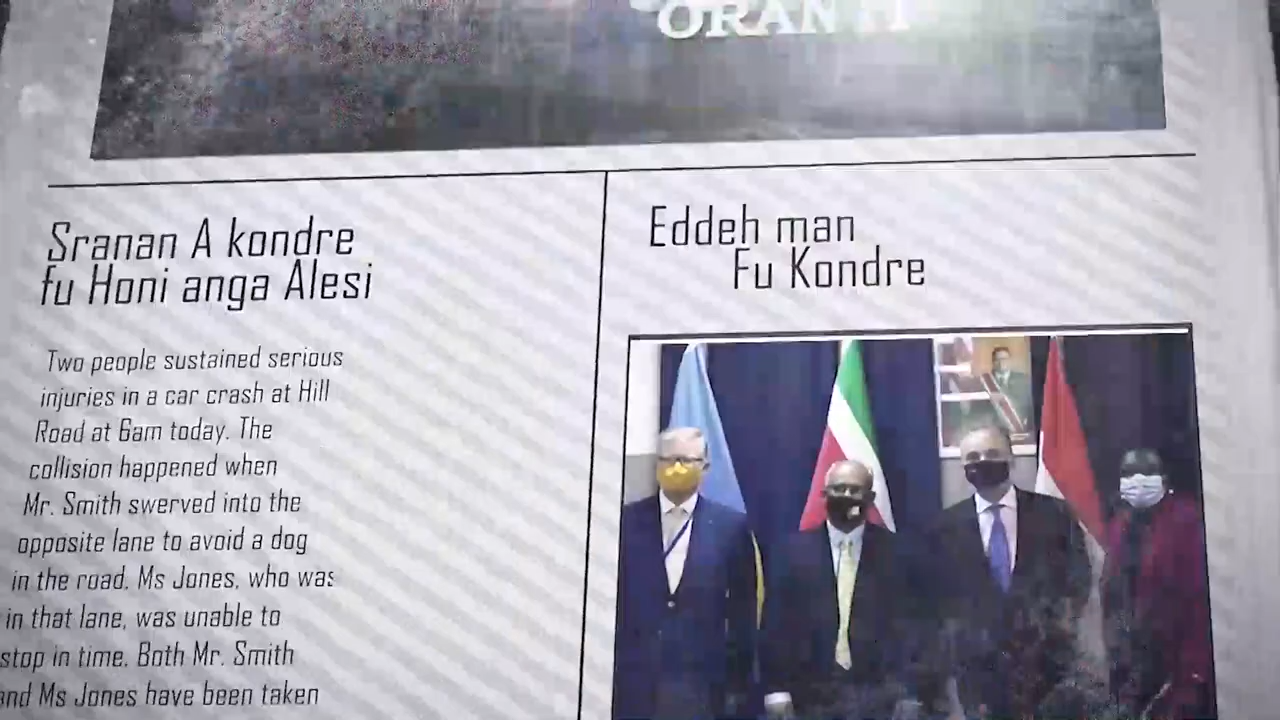 Sranan A kondre
fu Honi anga Alesi
Two people sustained serious
injuries in a car crash at Hill
Road at 6am today. The
collision happened when
Mr. Smith swerved into the
opposite lane to avoid a dog
in the road. Ms Jones, who was
in that lane, was unable to
stop in time. Both Mr. Smith
and Ms Jones have been taken
Eddeh man
Fu Kondre